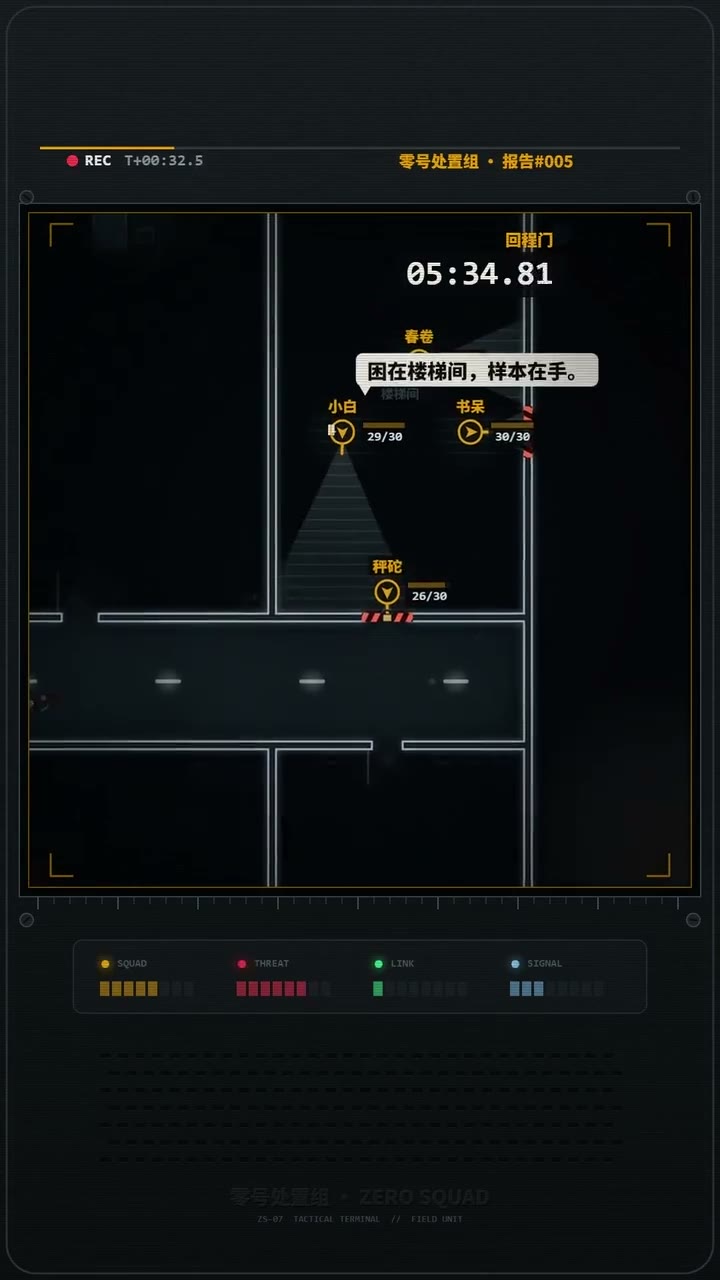 REC T+00:32.5
零号处置组 · 报告#005
回程门
05:34.81
春卷
困在楼梯间，样本在手。
楼梯间
小白
29/30
书呆
30/30
秤砣
26/30
SQUAD
THREAT
LINK
SIGNAL
零号处置组 · ZERO SQUAD
ZS-07 TACTICAL TERMINAL // FIELD UNIT